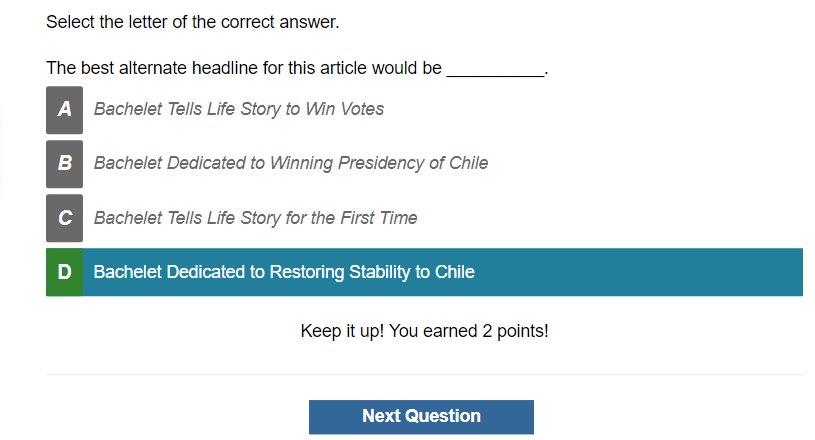 Select the letter of the correct answer.
The best alternate headline for this article would be __________.
A Bachelet Tells Life Story to Win Votes
B Bachelet Dedicated to Winning Presidency of Chile
C Bachelet Tells Life Story for the First Time
D Bachelet Dedicated to Restoring Stability to Chile
Keep it up! You earned 2 points!
Next Question